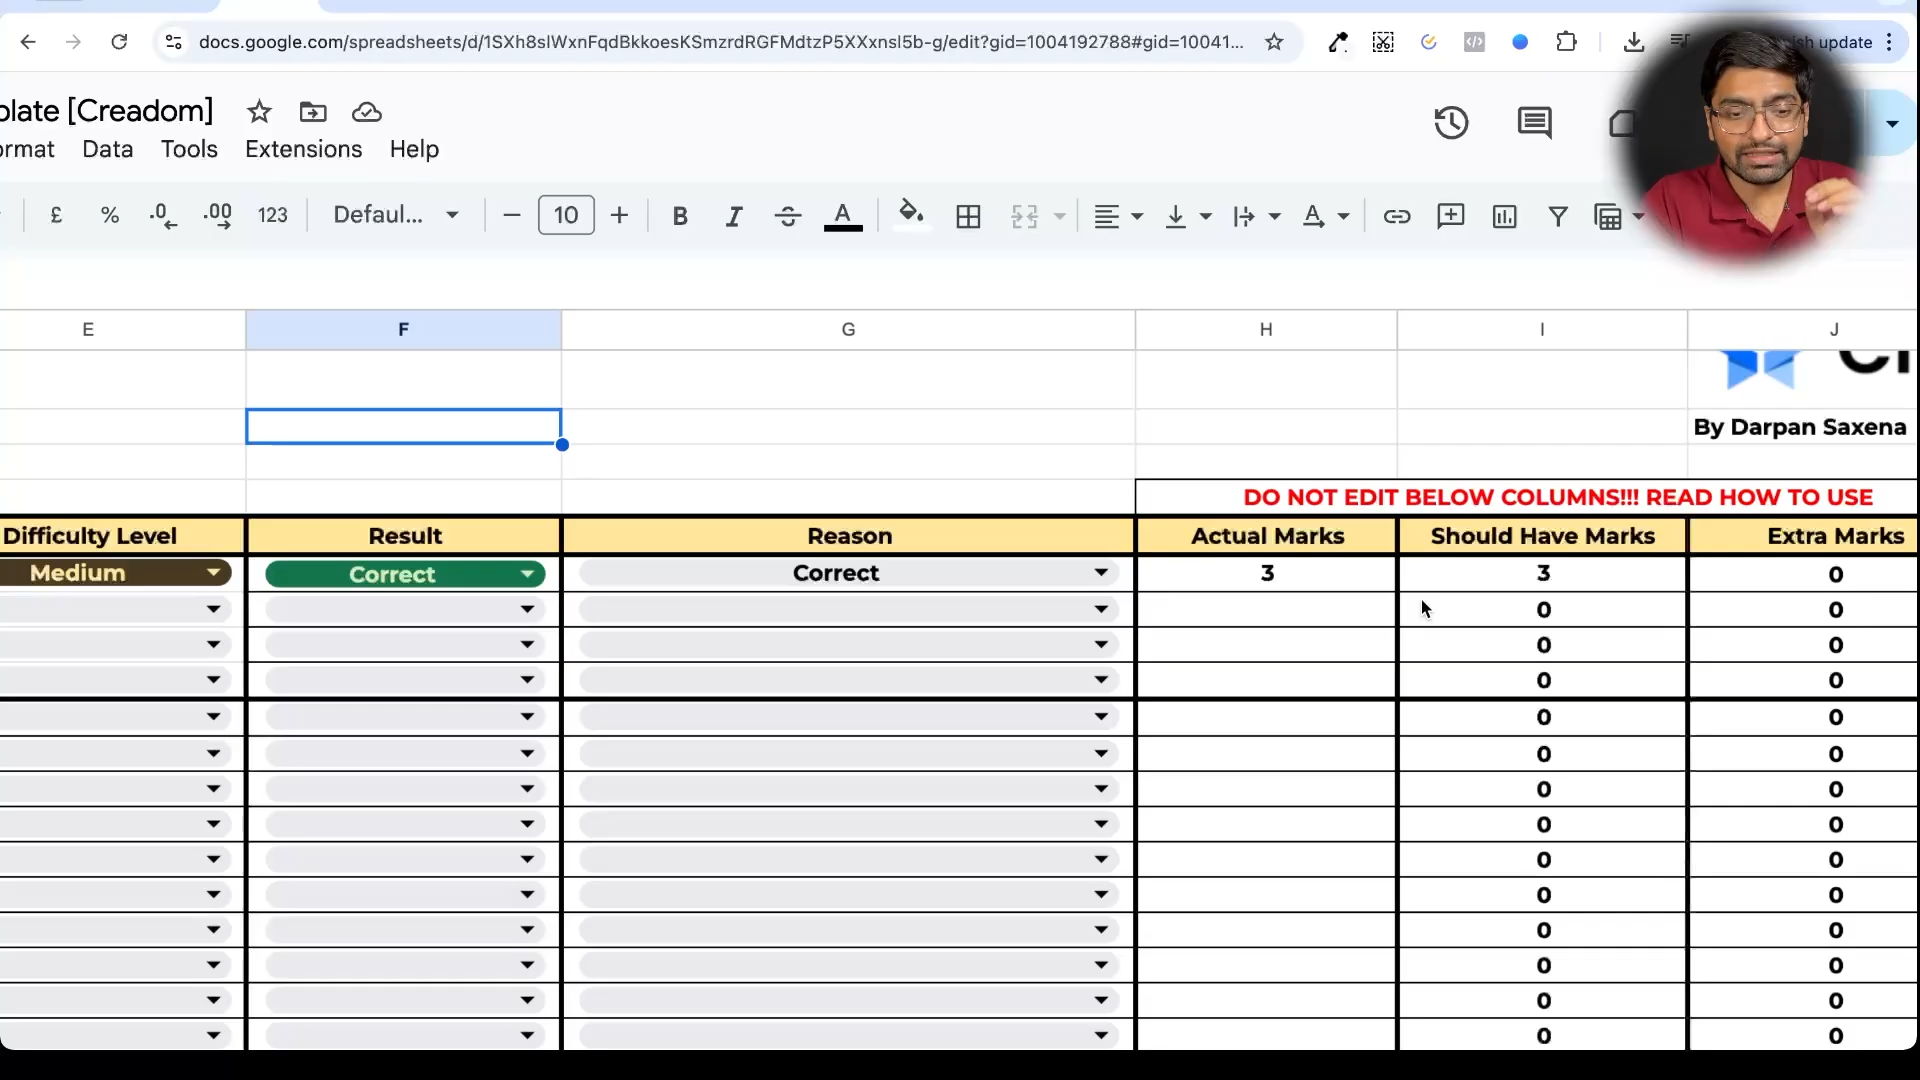 docs.google.com/spreadsheets/d/1SXh8slWxnFqdBkkoesKSmzrdRGFMdtzP5XXxnsl5b-g/edit?gid=1004192788#gid=10041...
update
plate [Creadom]
ormat Data Tools Extensions Help
£ % .0 .00 123 Defaul... 10 B I A
E F G H I J
By Darpan Saxena
DO NOT EDIT BELOW COLUMNS!!! READ HOW TO USE
Difficulty Level Result Reason Actual Marks Should Have Marks Extra Marks
Medium Correct Correct 3 3 0
0 0
0 0
0 0
0 0
0 0
0 0
0 0
0 0
0 0
0 0
0 0
0 0
0